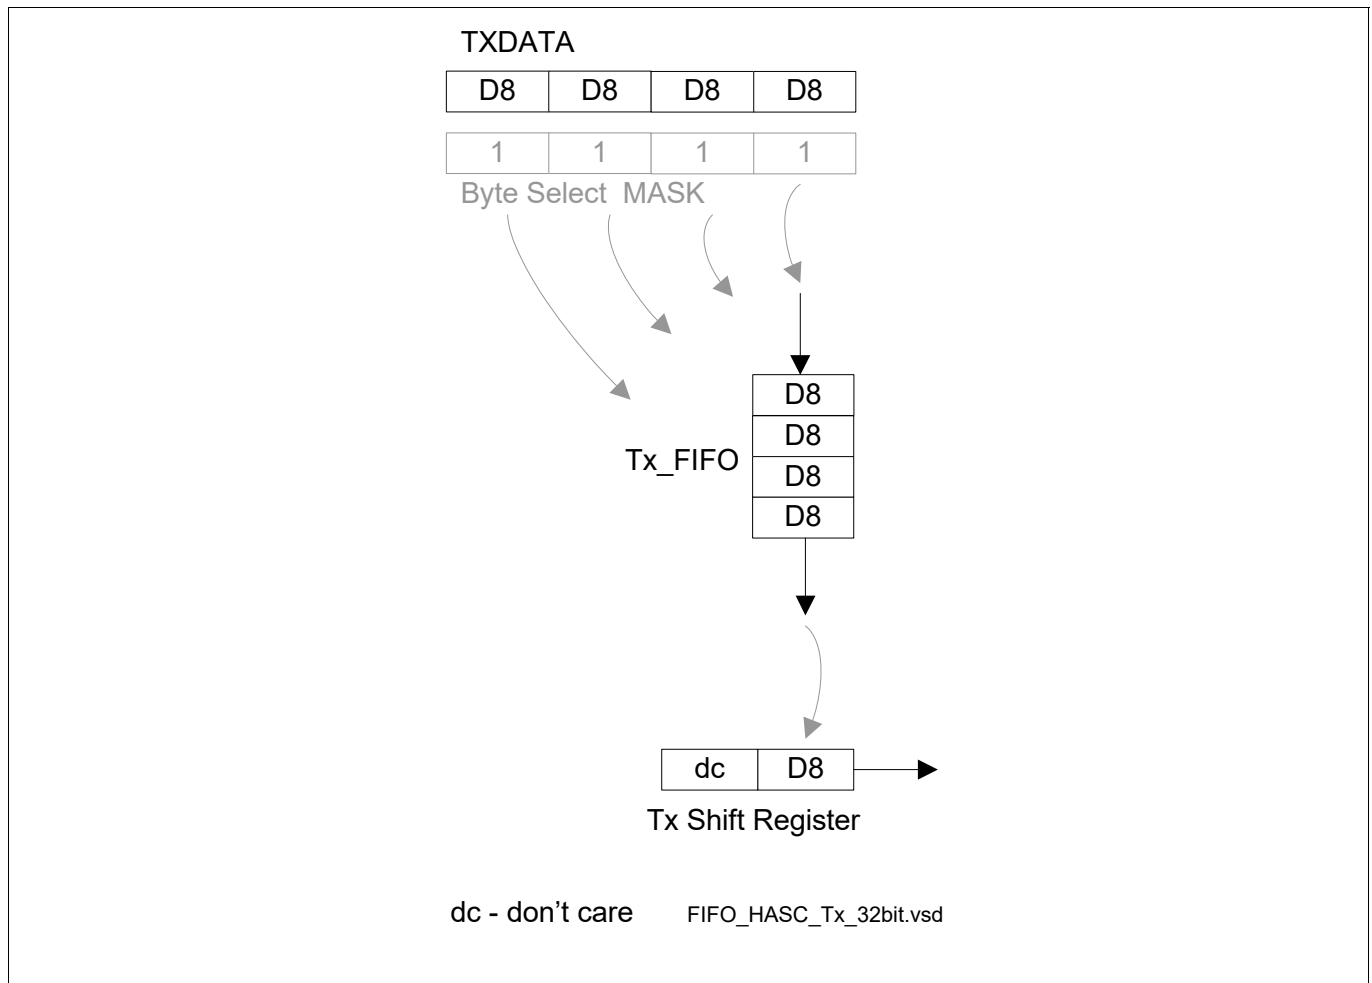 TXDATA
D8 D8 D8 D8
1 1 1 1
Byte Select MASK
D8
D8
Tx_FIFO
D8
D8
dc D8
Tx Shift Register
dc - don't care FIFO_HASC_Tx_32bit.vsd